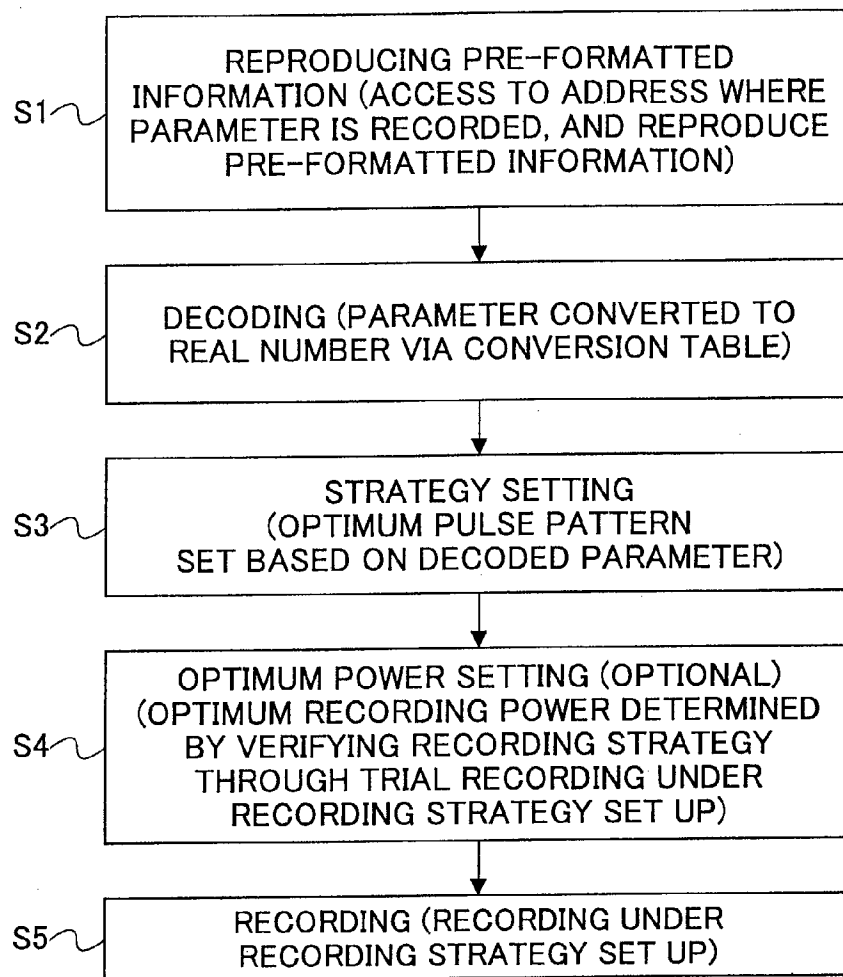 S1
REPRODUCING PRE-FORMATTED
INFORMATION (ACCESS TO ADDRESS WHERE
PARAMETER IS RECORDED, AND REPRODUCE
PRE-FORMATTED INFORMATION)
S2
DECODING (PARAMETER CONVERTED TO
REAL NUMBER VIA CONVERSION TABLE)
S3
STRATEGY SETTING
(OPTIMUM PULSE PATTERN
SET BASED ON DECODED PARAMETER)
S4
OPTIMUM POWER SETTING (OPTIONAL)
(OPTIMUM RECORDING POWER DETERMINED
BY VERIFYING RECORDING STRATEGY
THROUGH TRIAL RECORDING UNDER
RECORDING STRATEGY SET UP)
S5
RECORDING (RECORDING UNDER
RECORDING STRATEGY SET UP)